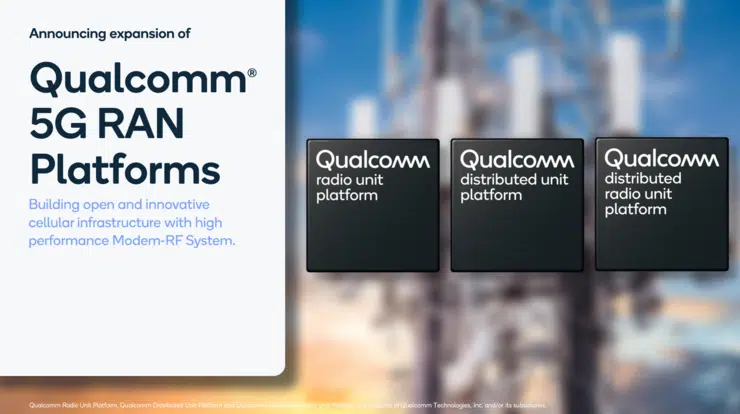 Announcing expansion of
Qualcomm®
5G RAN
Platforms
Building open and innovative
cellular infrastructure with high
performance Modem-RF System.
Qualcomm
radio unit
platform
Qualcomm
distributed unit
platform
Qualcomm
distributed
radio unit
platform
Qualcomm Radio Unit Platform, Qualcomm Distributed Unit Platform and Qualcomm of Qualcomm Technologies, Inc. and/or its subsidiaries.